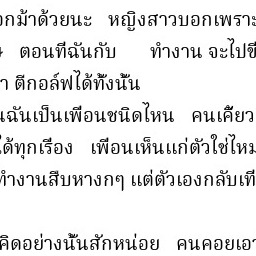 อกม้าด้วยนะ หญิงสาวบอกเพราะ
ตอนที่ฉันกับ ทำงาน จะไปขี่
ตีกอล์ฟได้ทั้งนั้น
ฉันเป็นเพื่อนชนิดไหน คนเคี้ยว
ได้ทุกเรื่อง เพื่อนเห็นแก่ตัวใช่ไหม
ทำงานสืบหางกๆ แต่ตัวเองกลับเที่
คิดอย่างนั้นสักหน่อย คนคอยเอา